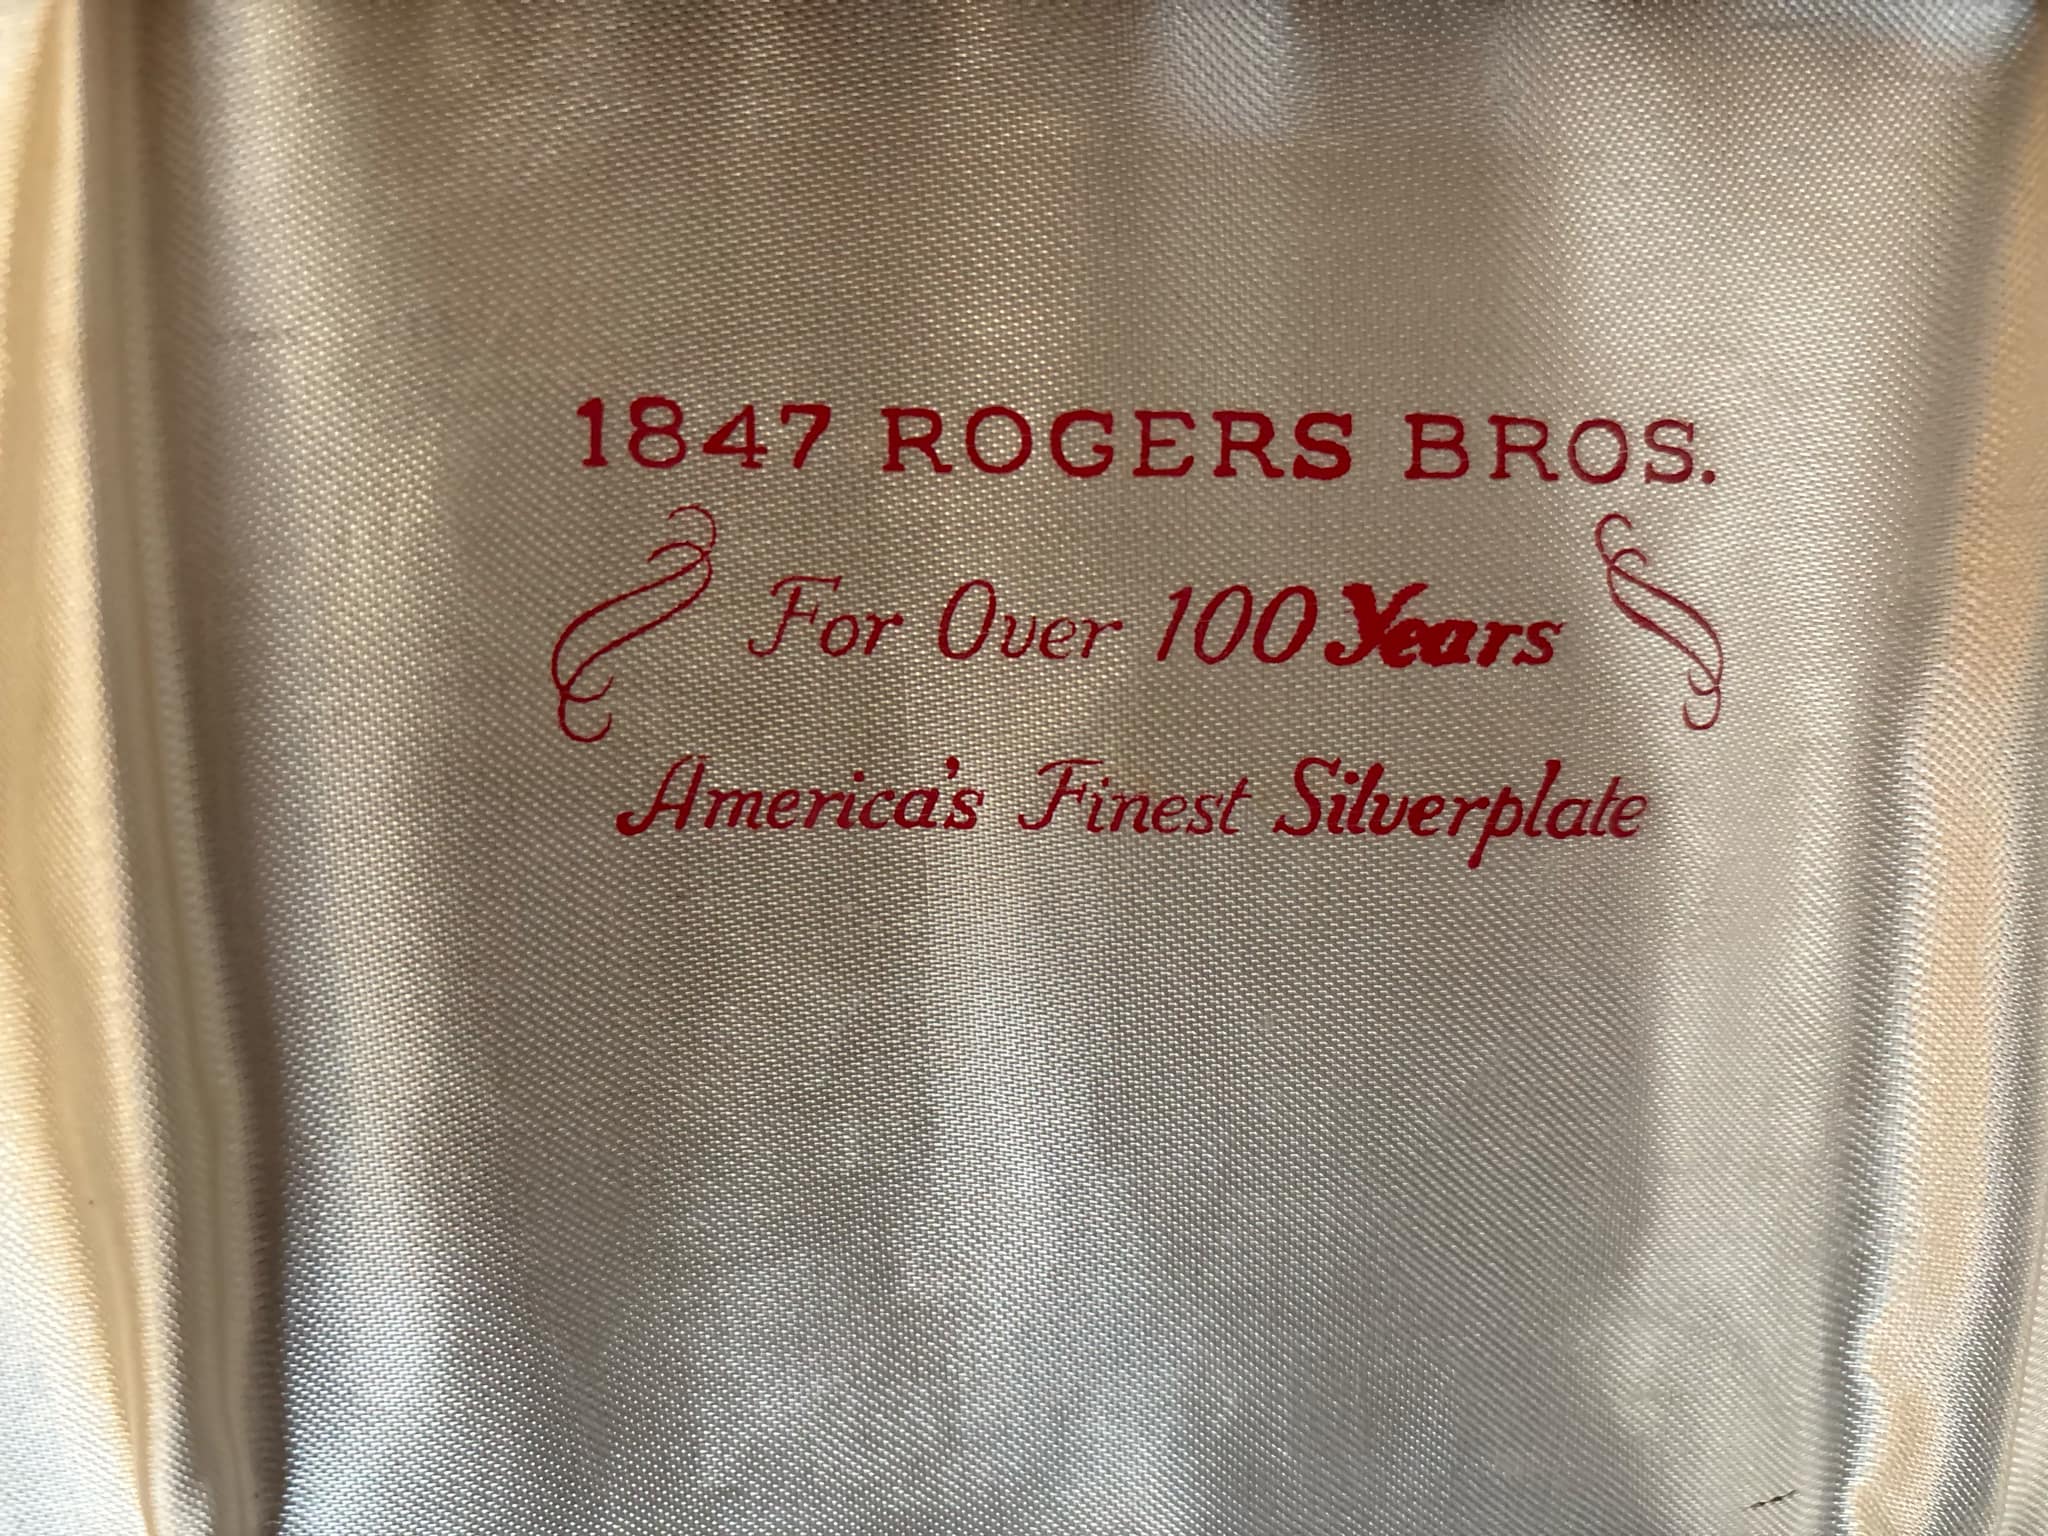 1847 ROGERS BROS.
For Over 100 Years
America's Finest Silverplate